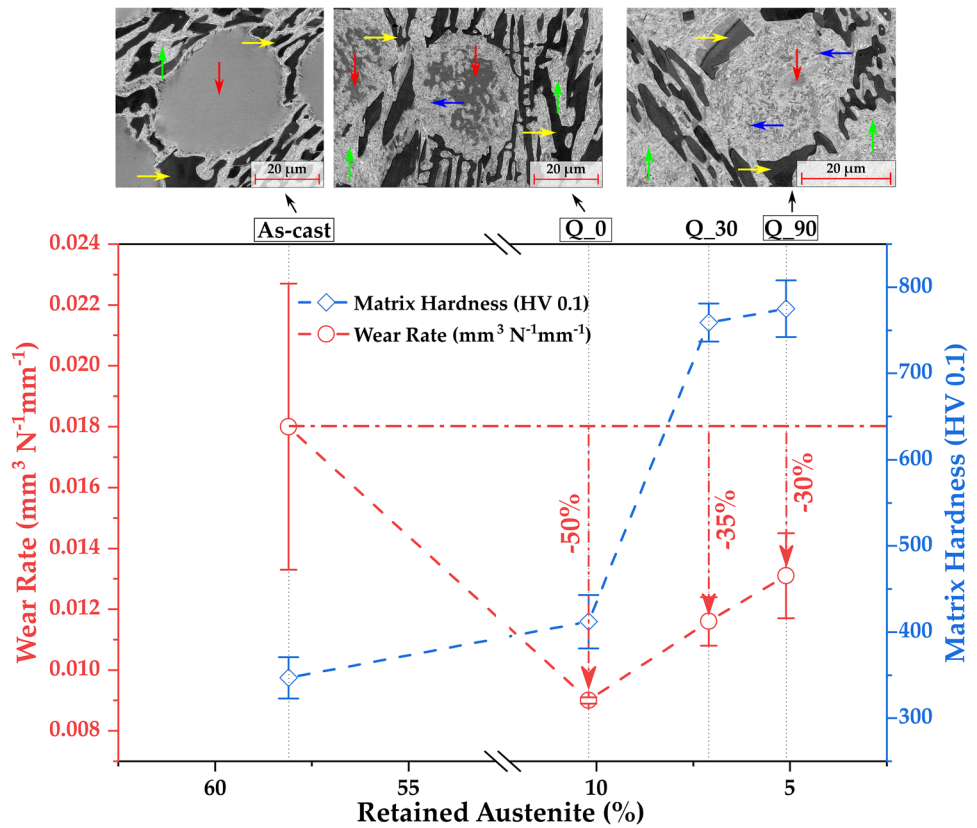 20 µm
20 µm
20 µm
As-cast
Q_0
Q_30
Q_90
0.024
0.022
0.020
0.018
0.016
0.014
0.012
0.010
0.008
Wear Rate (mm³ N⁻¹mm⁻¹)
Matrix Hardness (HV 0.1)
Wear Rate (mm³ N⁻¹mm⁻¹)
-50%
-35%
-30%
800
700
600
500
400
300
Matrix Hardness (HV 0.1)
60
55
10
5
Retained Austenite (%)